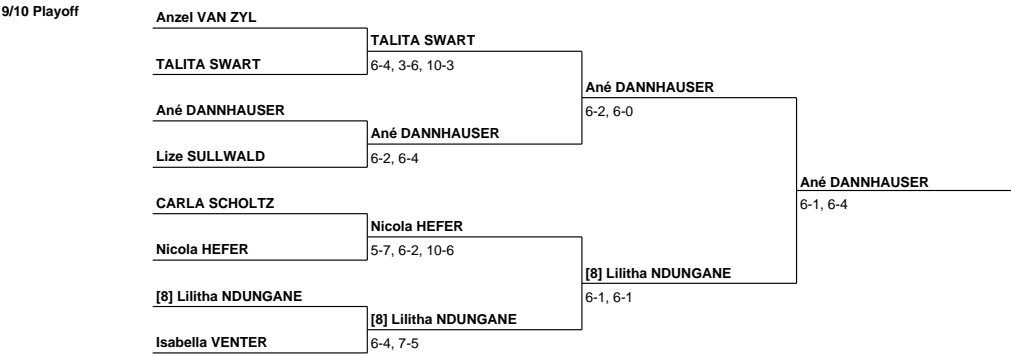 9/10 Playoff
Anzel VAN ZYL
TALITA SWART
TALITA SWART
6-4, 3-6, 10-3
Ané DANNHAUSER
6-2, 6-0
Ané DANNHAUSER
Ané DANNHAUSER
6-2, 6-4
Lize SULLWALD
Ané DANNHAUSER
6-1, 6-4
CARLA SCHOLTZ
Nicola HEFER
Nicola HEFER
5-7, 6-2, 10-6
[8] Lilitha NDUNGANE
6-1, 6-1
[8] Lilitha NDUNGANE
[8] Lilitha NDUNGANE
Isabella VENTER
6-4, 7-5